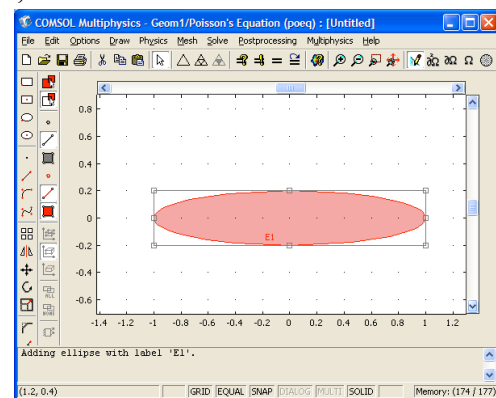 )
COMSOL Multiphysics - Geom1/Poisson's Equation (poeq) : [Untitled]
File Edit Options Draw Physics Mesh Solve Postprocessing Multiphysics Help
0.8
0.6
0.4
0.2
0
-0.2
-0.4
-0.6
E1
-1.4 -1.2 -1 -0.8 -0.6 -0.4 -0.2 0 0.2 0.4 0.6 0.8 1 1.2
ALL
Adding ellipse with label 'E1'.
(1.2, 0.4) GRID EQUAL SNAP DIALOG MULTI SOLID Memory: (174 / 177)